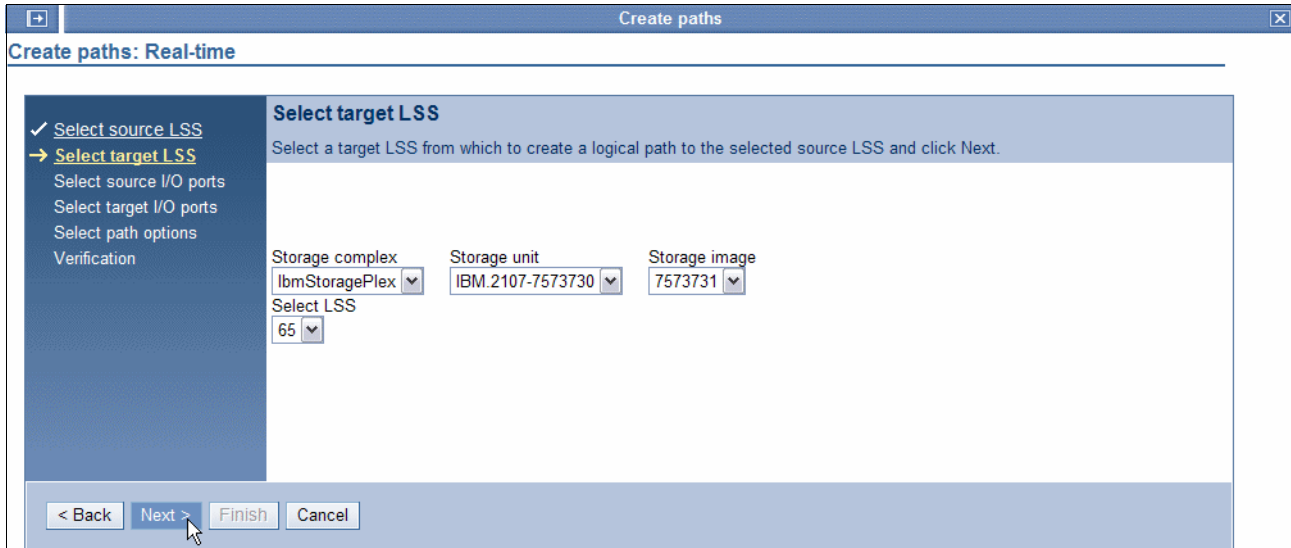 Create paths
Create paths: Real-time
Select source LSS
Select target LSS
Select source I/O ports
Select target I/O ports
Select path options
Verification
Select target LSS
Select a target LSS from which to create a logical path to the selected source LSS and click Next.
Storage complex Storage unit Storage image
IbmStoragePlex IBM.2107-7573730 7573731
Select LSS
65
< Back Next > Finish Cancel